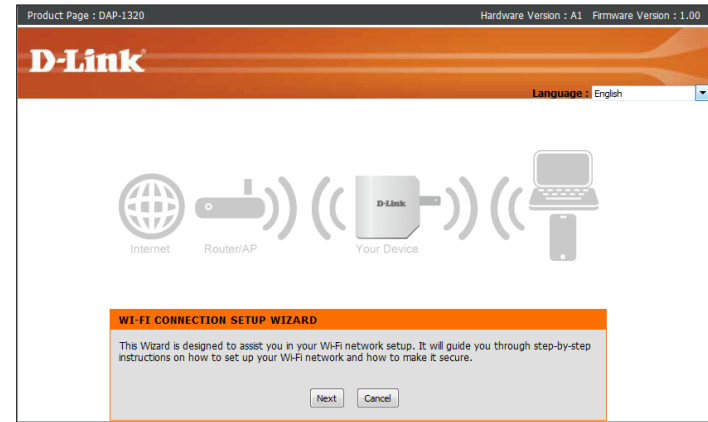 Product Page : DAP-1320 Hardware Version : A1 Firmware Version : 1.00
D-Link
Language : English
D-Link
Internet Router/AP Your Device
WI-FI CONNECTION SETUP WIZARD
This Wizard is designed to assist you in your Wi-Fi network setup. It will guide you through step-by-step
instructions on how to set up your Wi-Fi network and how to make it secure.
Next Cancel